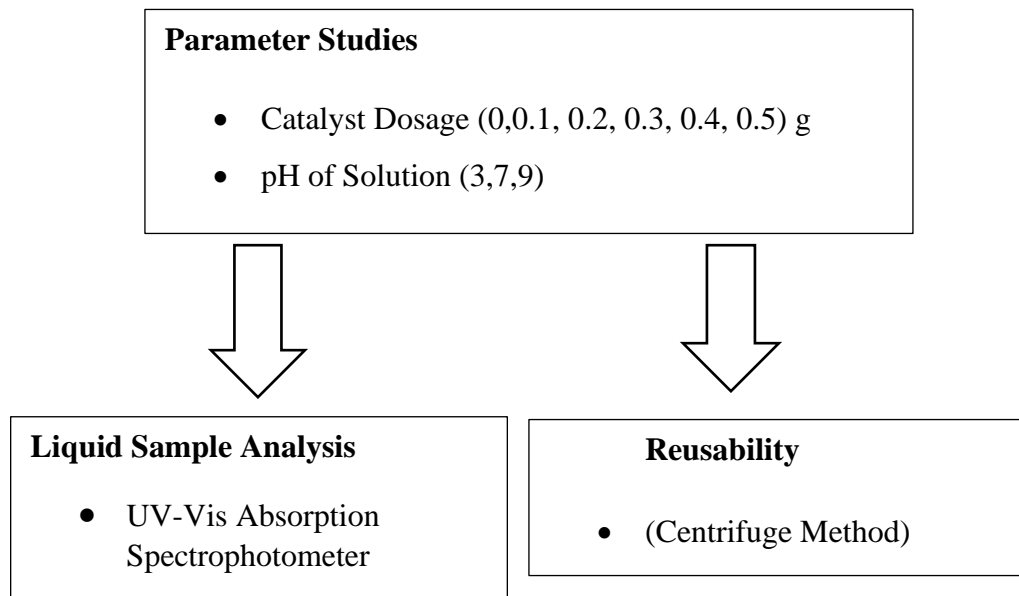 Parameter Studies
• Catalyst Dosage (0,0.1, 0.2, 0.3, 0.4, 0.5) g
• pH of Solution (3,7,9)
Liquid Sample Analysis
• UV-Vis Absorption
Spectrophotometer
Reusability
• (Centrifuge Method)